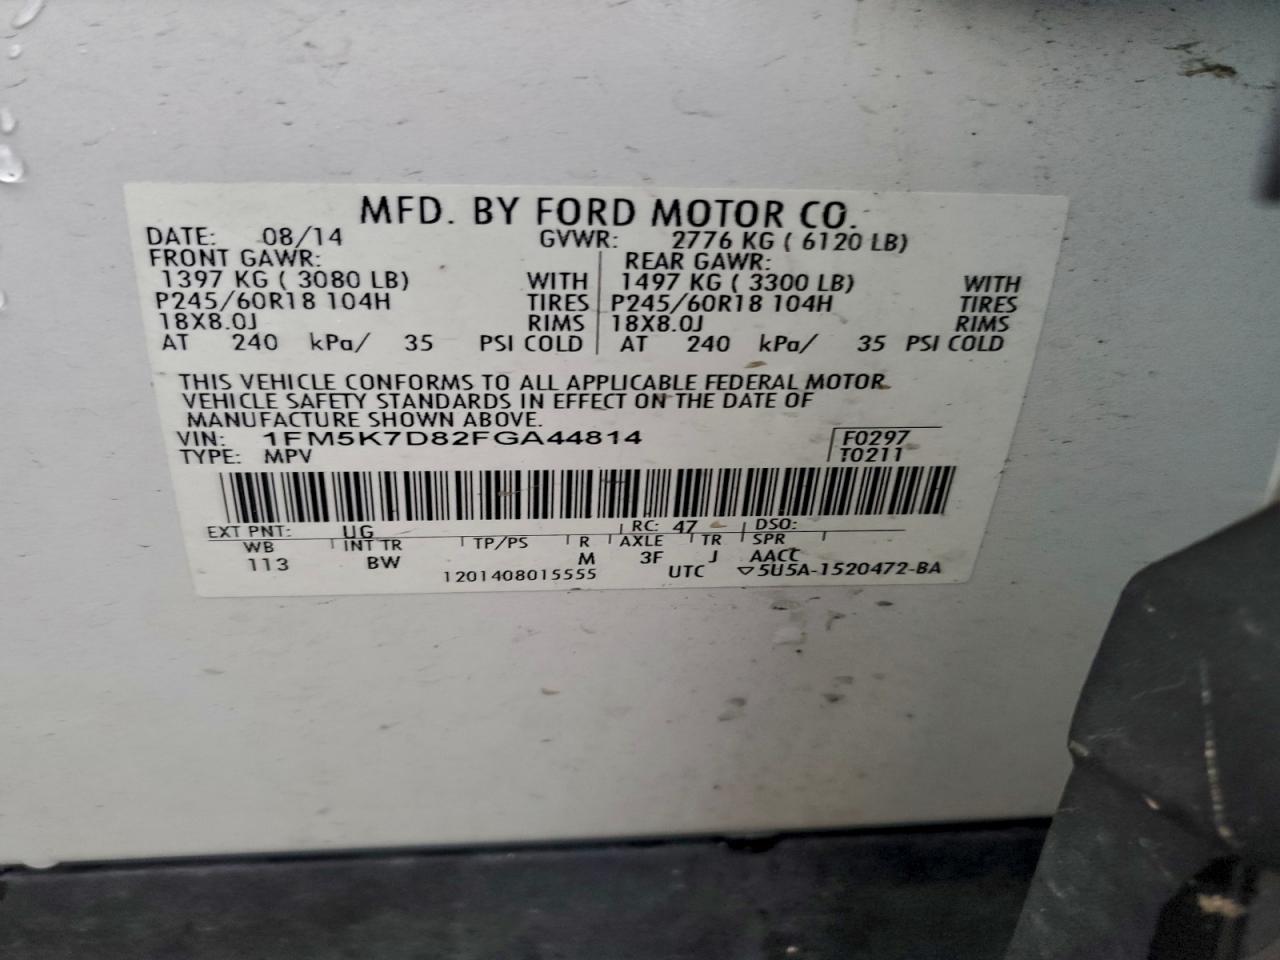 MFD. BY FORD MOTOR CO.
DATE: 08/14 GVWR: 2776 KG ( 6120 LB)
FRONT GAWR: REAR GAWR:
1397 KG ( 3080 LB) WITH 1497 KG ( 3300 LB) WITH
P245/60R18 104H TIRES P245/60R18 104H TIRES
18X8.0J RIMS 18X8.0J RIMS
AT 240 kPa/ 35 PSI COLD AT 240 kPa/ 35 PSI COLD
THIS VEHICLE CONFORMS TO ALL APPLICABLE FEDERAL MOTOR
VEHICLE SAFETY STANDARDS IN EFFECT ON THE DATE OF
MANUFACTURE SHOWN ABOVE.
VIN: 1FM5K7D82FGA44814 F0297
TYPE: MPV T0211
EXT PNT: UG RC: 47 DSO:
WB INT TR TP/PS R AXLE TR SPR
113 BW M 3F J AACC
1201408015555 UTC ▽5U5A-1520472-BA